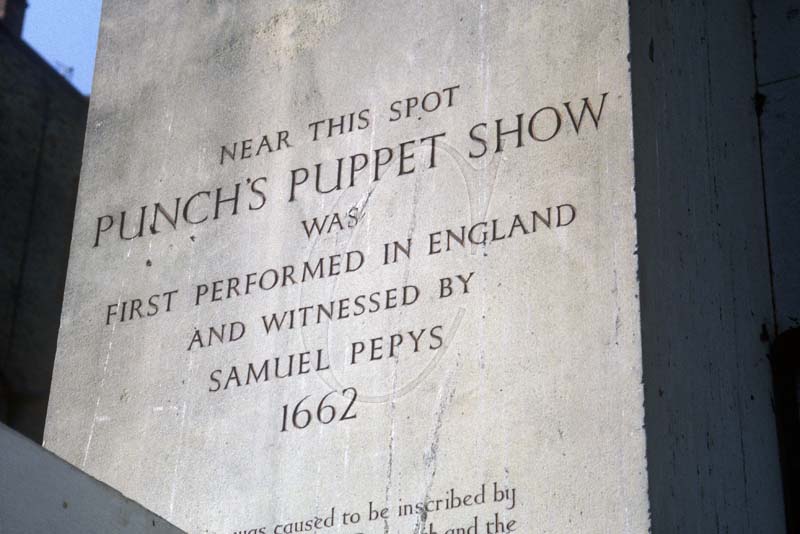 NEAR THIS SPOT
PUNCH'S PUPPET SHOW
WAS
FIRST PERFORMED IN ENGLAND
AND WITNESSED BY
SAMUEL PEPYS
1662
was caused to be inscribed by
and the